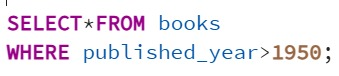 SELECT*FROM books
WHERE published_year>1950;